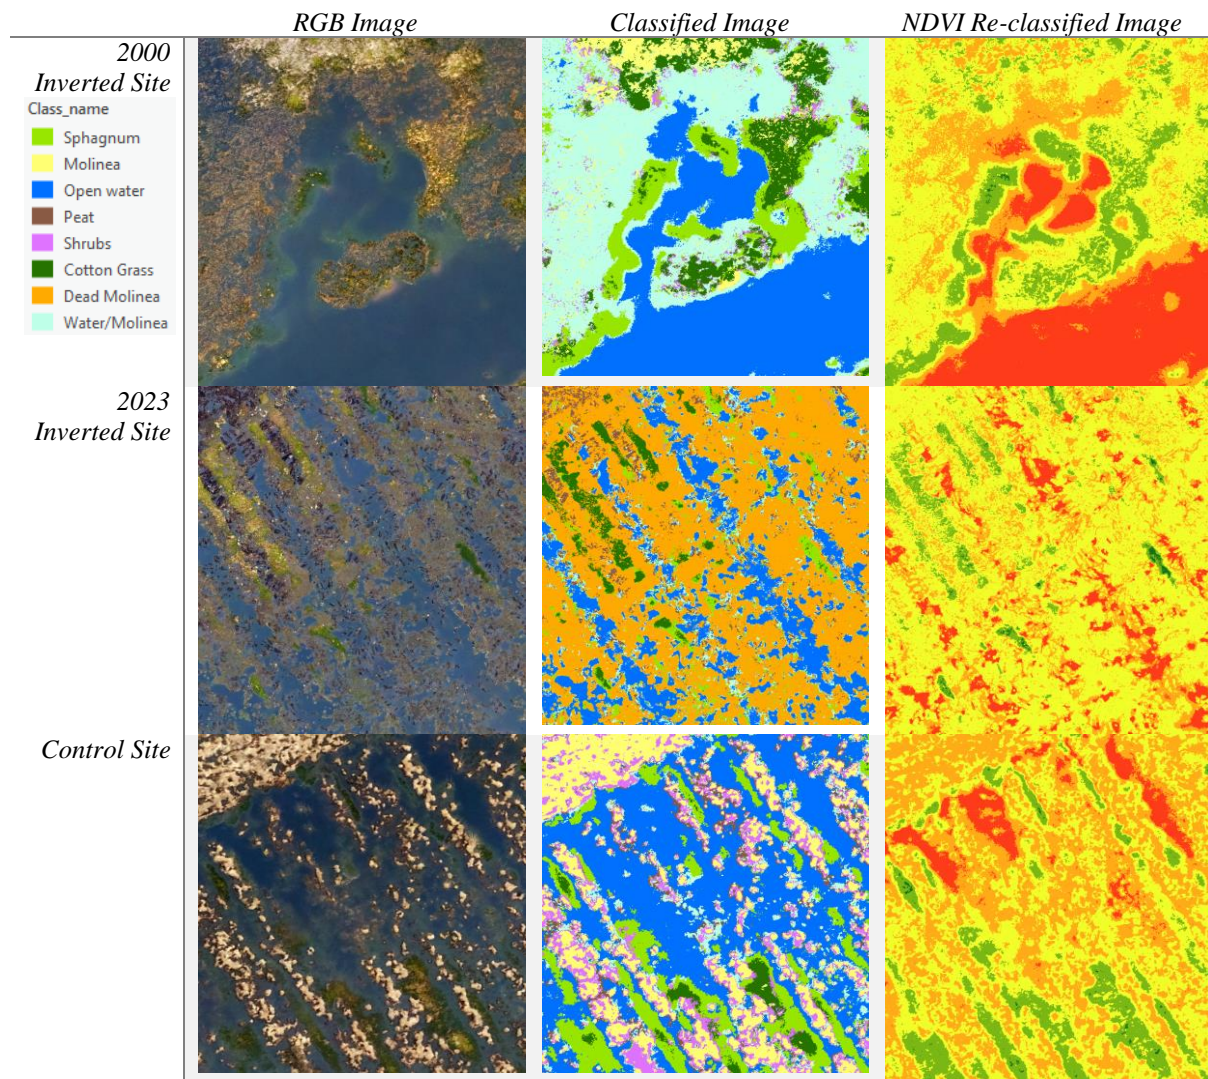 RGB Image Classified Image NDVI Re-classified Image
2000
Inverted Site
Class_name
Sphagnum
Molinea
Open water
Peat
Shrubs
Cotton Grass
Dead Molinea
Water/Molinea
2023
Inverted Site
Control Site